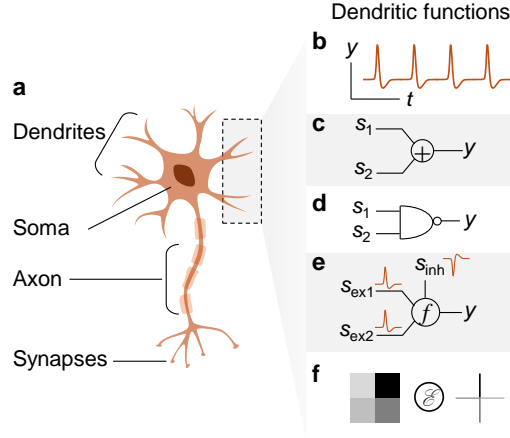 Dendritic functions
a
Dendrites
Soma
Axon
Synapses
b
y
t
c
s1
s2
y
d
s1
s2
y
e
sinh
sex1
sex2
f
y
f
ℰ